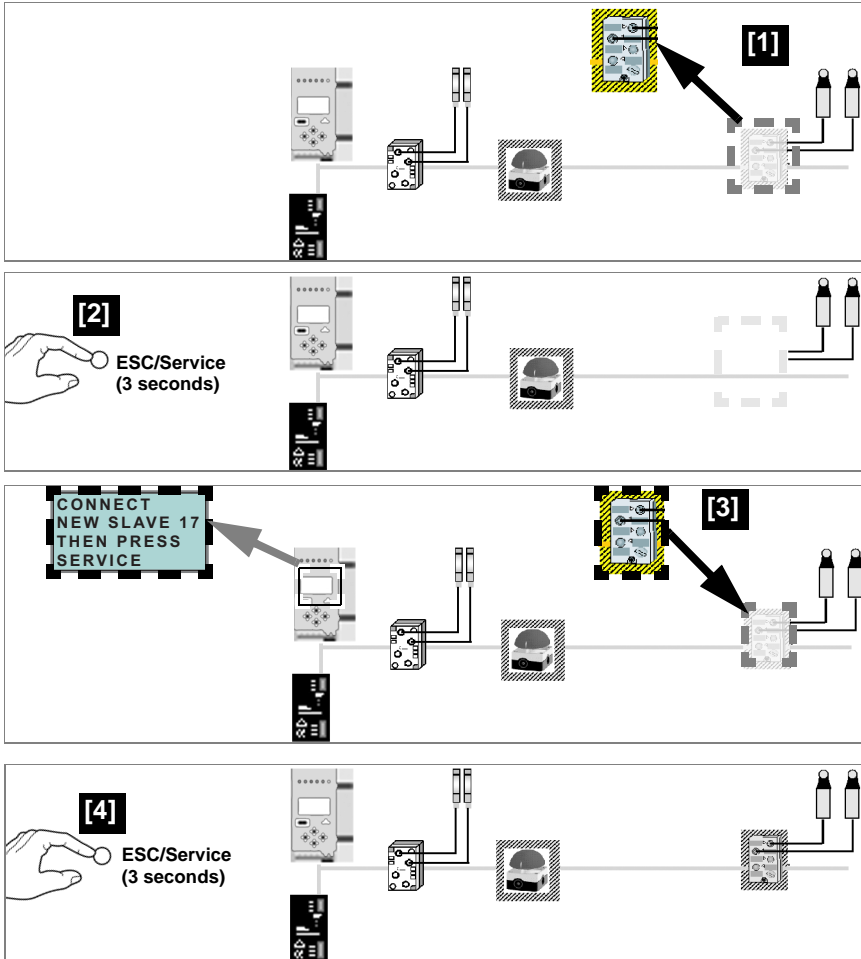 [1]
[2]
ESC/Service
(3 seconds)
CONNECT
NEW SLAVE 17
THEN PRESS
SERVICE
[3]
[4]
ESC/Service
(3 seconds)